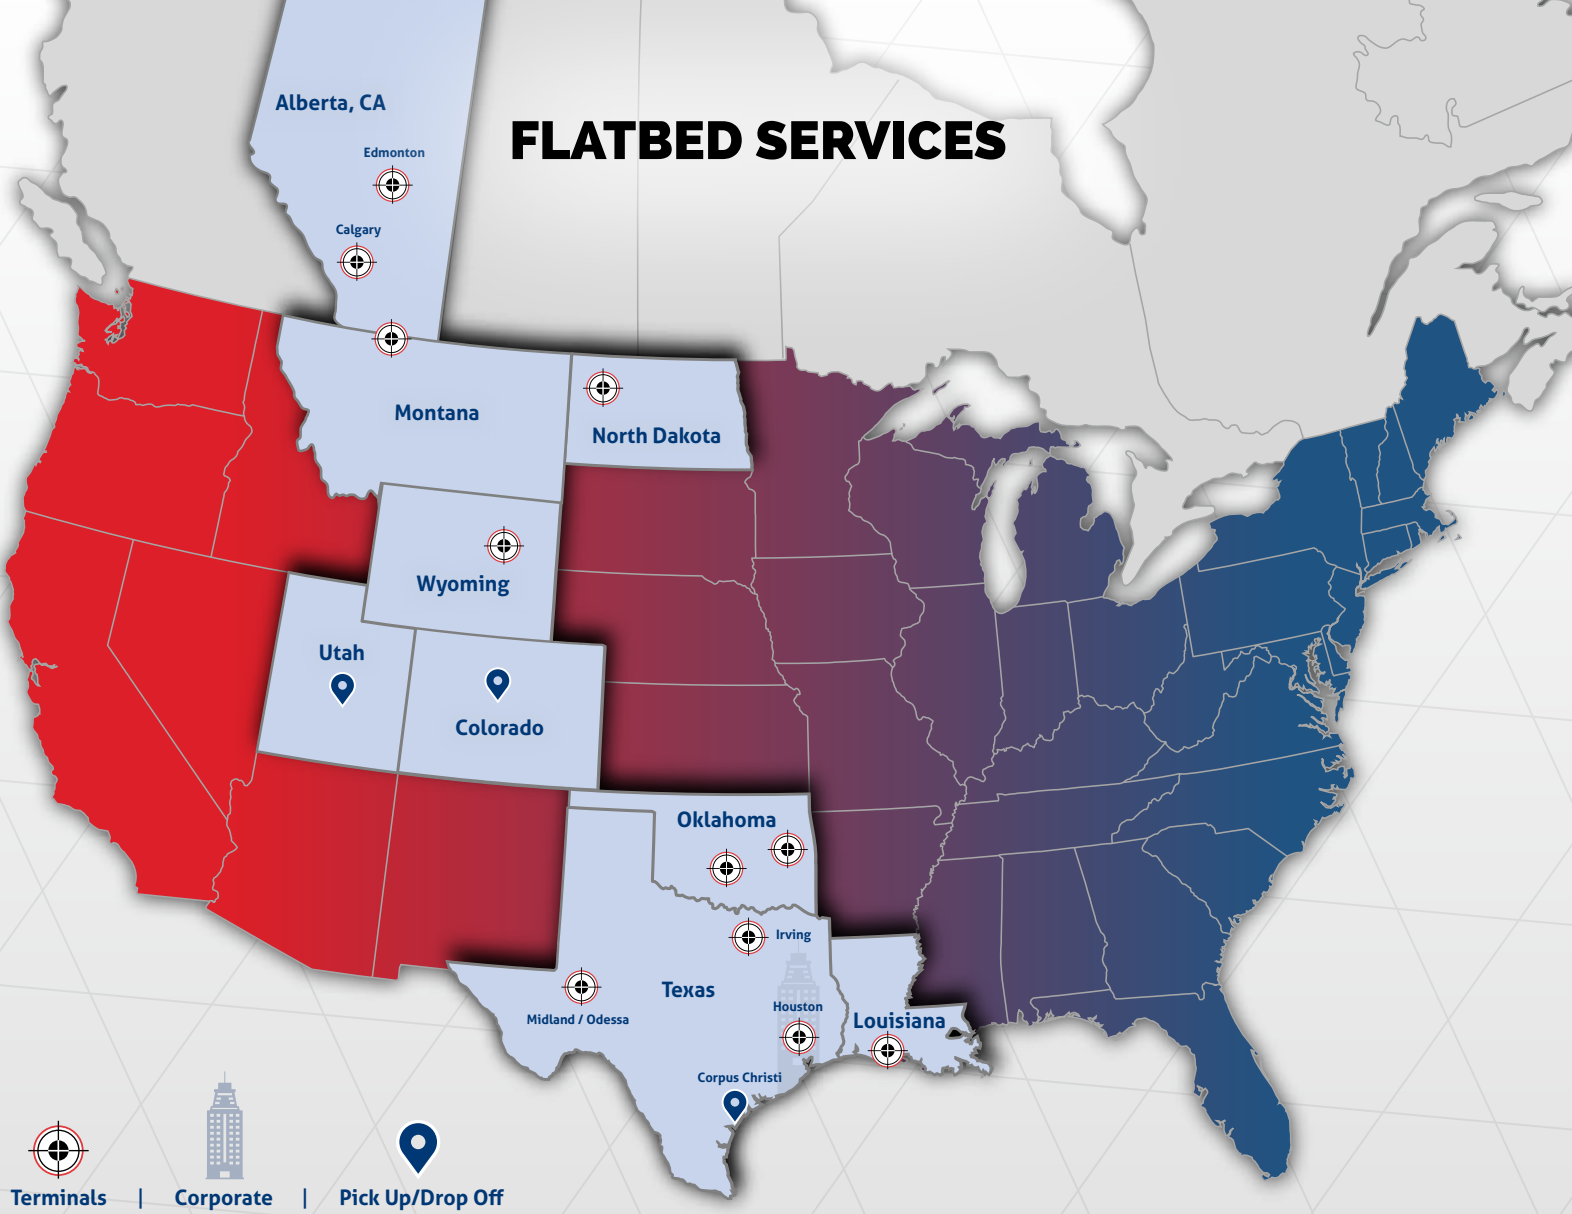 Alberta, CA
FLATBED SERVICES
Edmonton
Calgary
Montana
North Dakota
Wyoming
Utah
Colorado
Oklahoma
Irving
Texas
Midland / Odessa
Houston
Louisiana
Corpus Christi
Terminals | Corporate | Pick Up/Drop Off